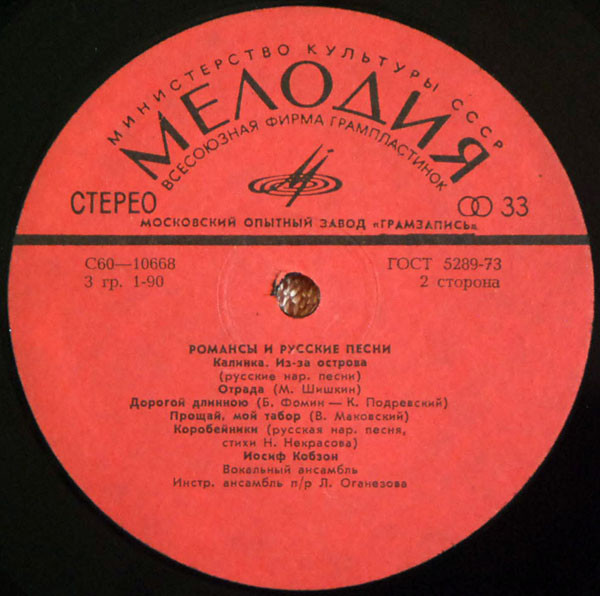 МИНИСТЕРСТВО КУЛЬТУРЫ СССР
МЕЛОДИЯ
ВСЕСОЮЗНАЯ ФИРМА ГРАМПЛАСТИНОК
СТЕРЕО
33
МОСКОВСКИЙ ОПЫТНЫЙ ЗАВОД «ГРАМЗАПИСЬ»
С60—10668
ГОСТ 5289-73
3 гр. 1-90
2 сторона
РОМАНСЫ И РУССКИЕ ПЕСНИ
Калинка. Из-за острова
(русские нар. песни)
Отрада (М. Шишкин)
Дорогой длинною (Б. Фомин — К. Подревский)
Прощай, мой табор (В. Маковский)
Коробейники (русская нар. песня,
стихи Н. Некрасова)
Иосиф Кобзон
Вокальный ансамбль
Инстр. ансамбль п/р Л. Оганезова